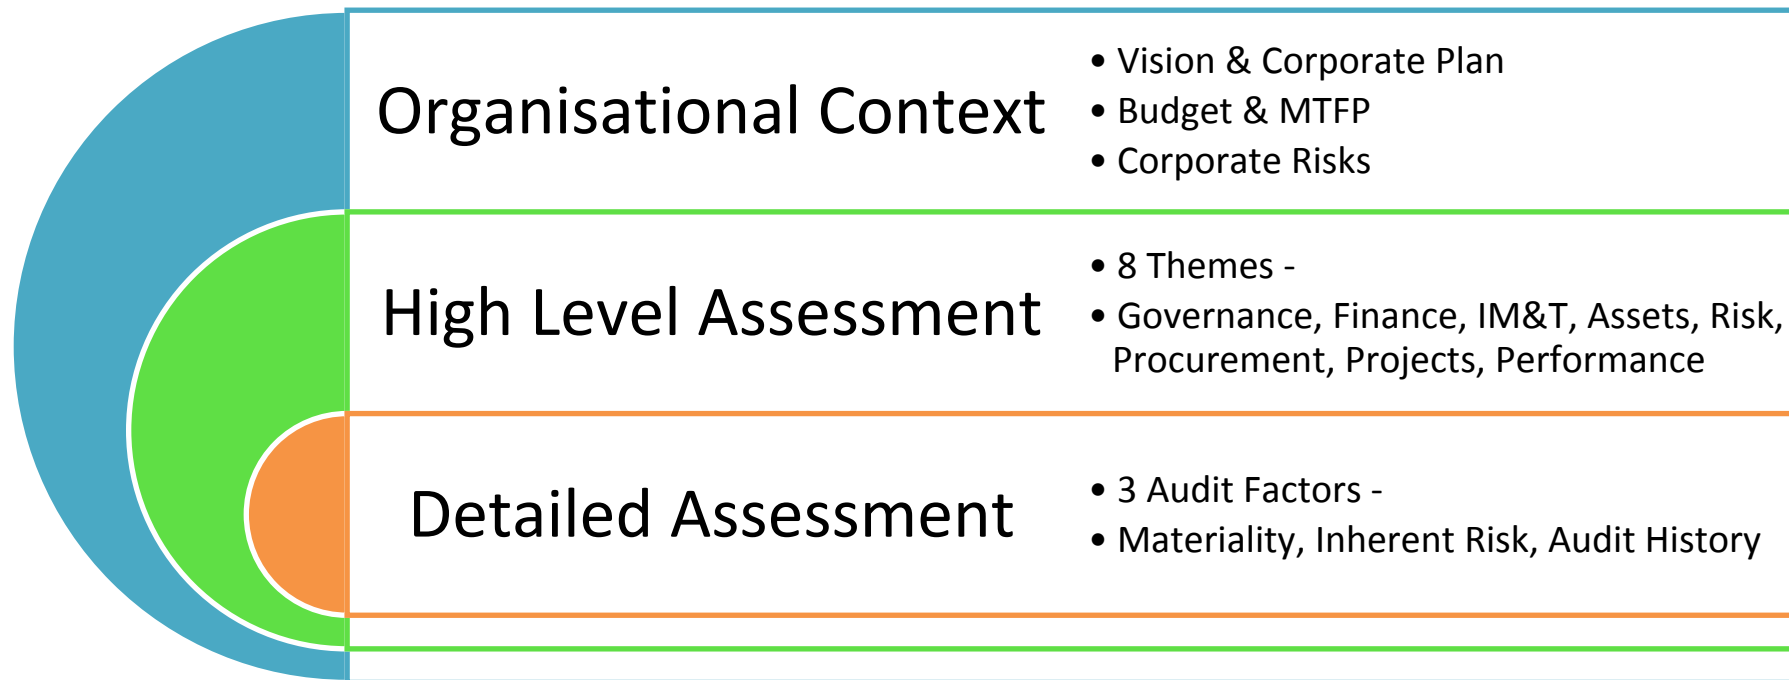 Organisational Context
• Vision & Corporate Plan
• Budget & MTFP
• Corporate Risks
High Level Assessment
• 8 Themes -
• Governance, Finance, IM&T, Assets, Risk,
Procurement, Projects, Performance
Detailed Assessment
• 3 Audit Factors -
• Materiality, Inherent Risk, Audit History